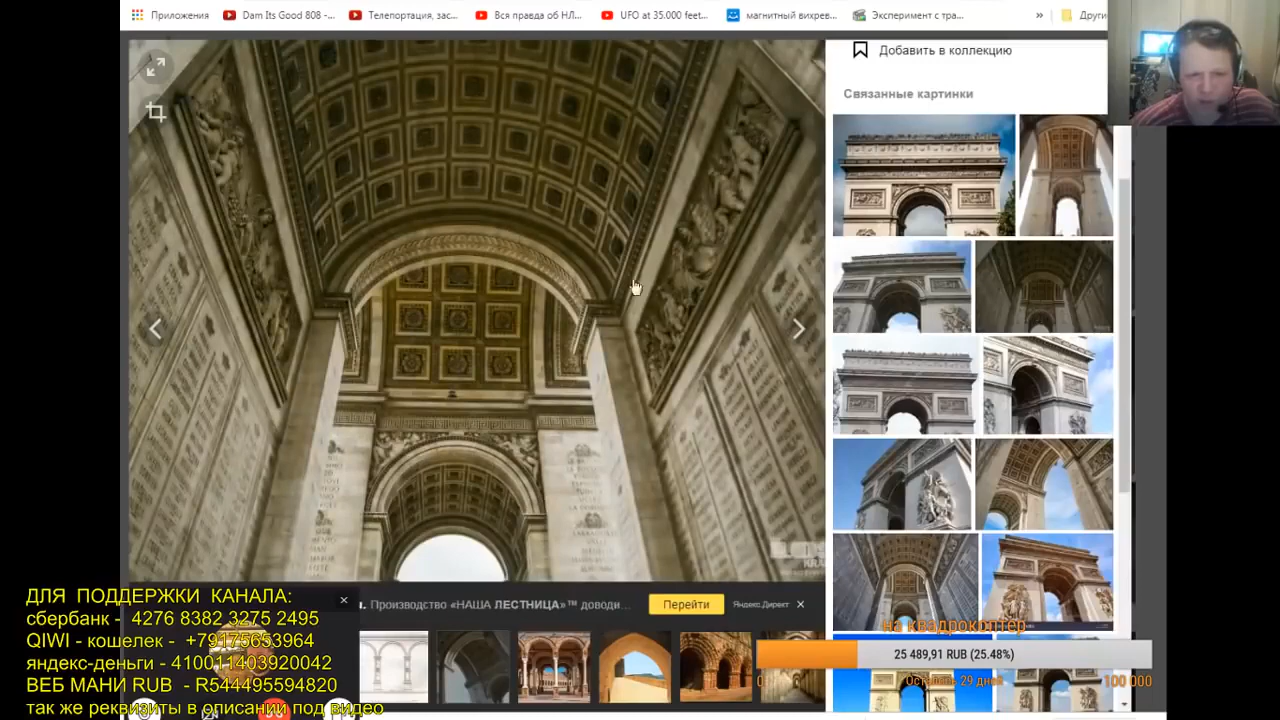 Приложения
Dam Its Good 808 -...
Телепортация, зас...
Вся правда об НЛ...
UFO at 35.000 feet...
магнитный вихрев...
Эксперимент с тра...
»
Други
Добавить в коллекцию
Связанные картинки
Производство «НАША ЛЕСТНИЦА»™ доводи...
Перейти
Яндекс.Директ
ДЛЯ ПОДДЕРЖКИ КАНАЛА:
сбербанк - 4276 8382 3275 2495
QIWI - кошелек - +79175653964
яндекс-деньги - 410011403920042
ВЕБ МАНИ RUB - R544495594820
так же реквизиты в описании под видео
на квадрокоптер
25 489,91 RUB (25.48%)
0
Осталось 29 дней
100 000